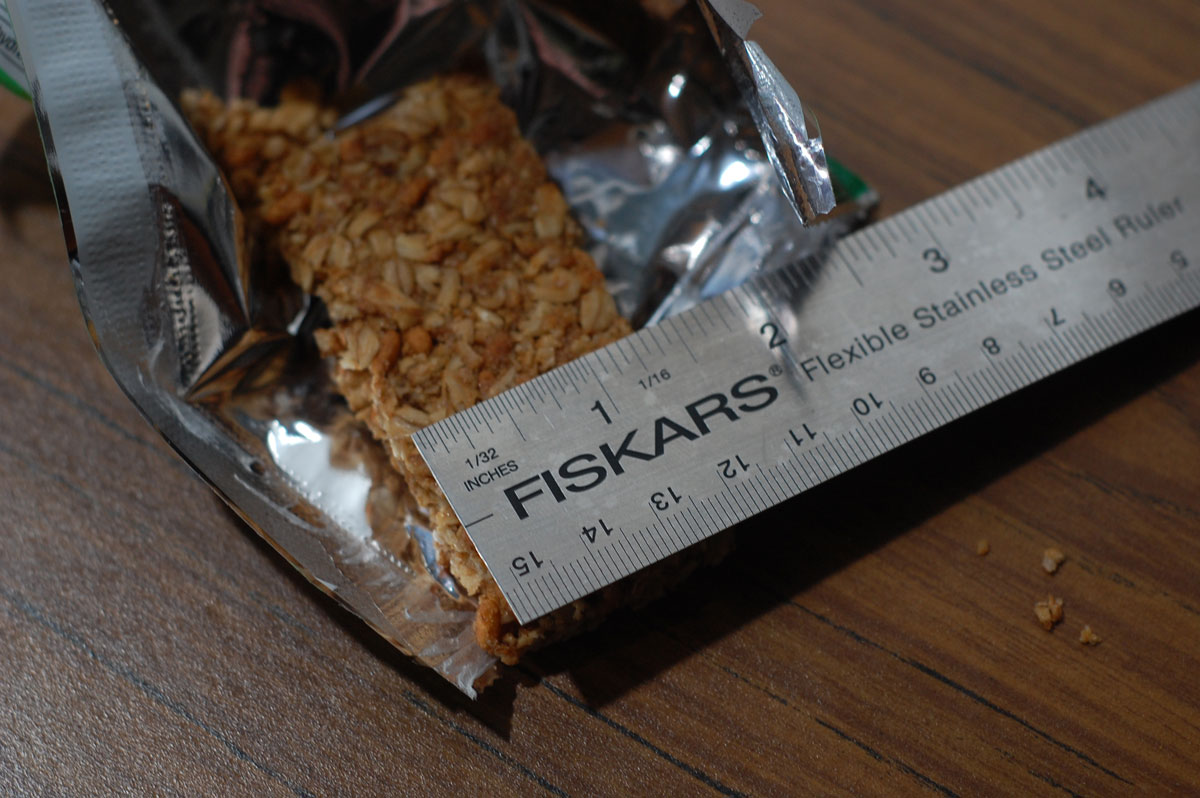 1 2 3 4
1/32
1/16
INCHES
FISKARS® Flexible Stainless Steel Ruler
15 14 13 12 11 10 9 8 7 6 5